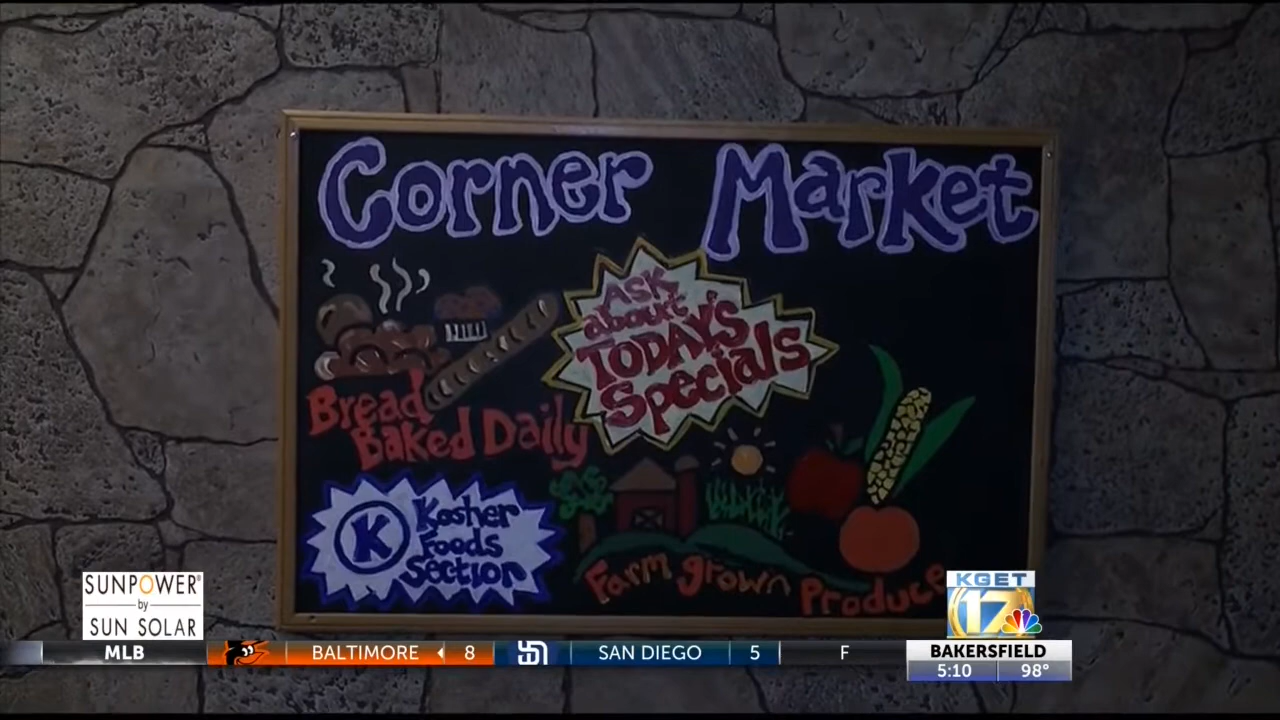 Corner Market
ASK
about
TODAY'S
Specials
Bread
Baked Daily
K
Kosher
Foods
Section
Farm grown Produce
SUNPOWER®
by
SUN SOLAR
KGET
17
MLB BALTIMORE 8 SD SAN DIEGO 5 F
BAKERSFIELD
5:10 98°